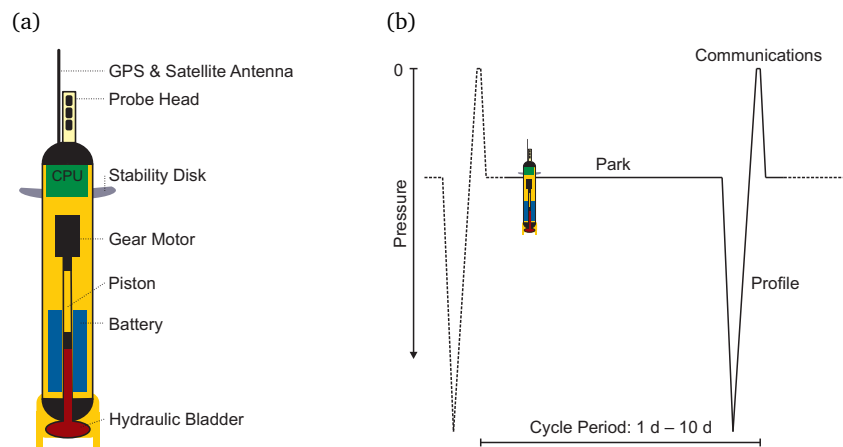 (a)
GPS & Satellite Antenna
Probe Head
CPU
Stability Disk
Gear Motor
Piston
Battery
Hydraulic Bladder
(b)
Communications
0
Park
Pressure
Profile
Cycle Period: 1 d – 10 d